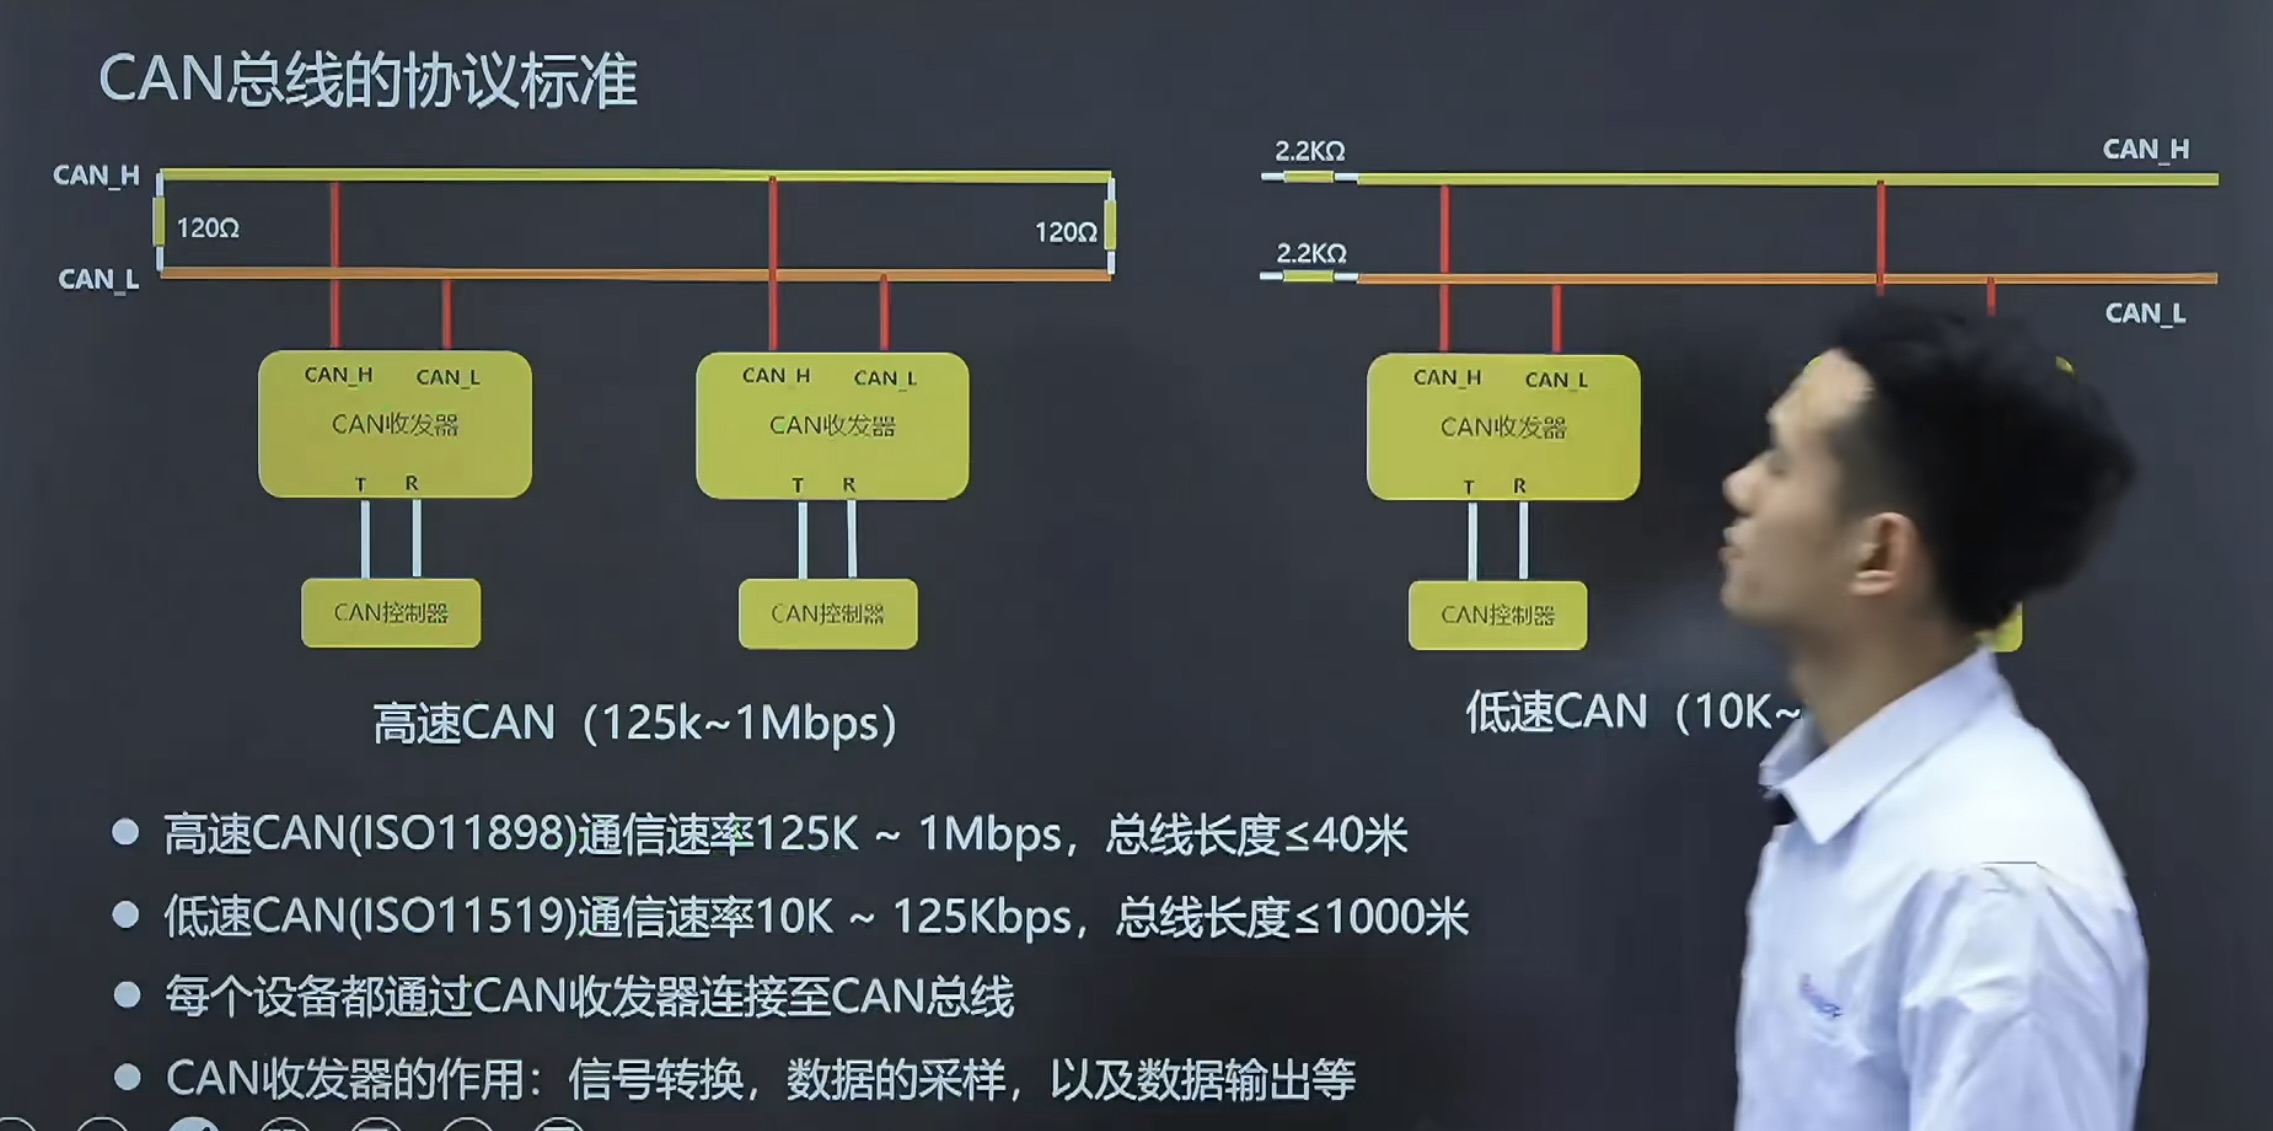 CAN总线的协议标准
CAN_H
120Ω
120Ω
CAN_L
CAN_H CAN_L
CAN收发器
T R
CAN控制器
CAN_H CAN_L
CAN收发器
T R
CAN控制器
高速CAN（125k~1Mbps）
2.2KΩ
CAN_H
2.2KΩ
CAN_L
CAN_H CAN_L
CAN收发器
T R
CAN控制器
低速CAN（10K~
高速CAN(ISO11898)通信速率125K ~ 1Mbps，总线长度≤40米
低速CAN(ISO11519)通信速率10K ~ 125Kbps，总线长度≤1000米
每个设备都通过CAN收发器连接至CAN总线
CAN收发器的作用：信号转换，数据的采样，以及数据输出等